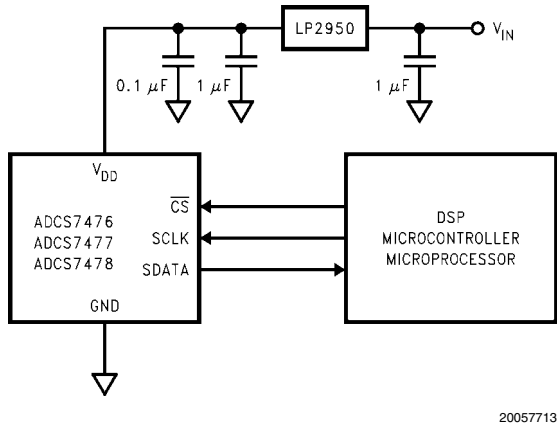 LP2950
V_IN
0.1 μF
1 μF
1 μF
V_DD
ADCS7476
ADCS7477
ADCS7478
GND
C̅S̅
SCLK
SDATA
DSP
MICROCONTROLLER
MICROPROCESSOR
20057713